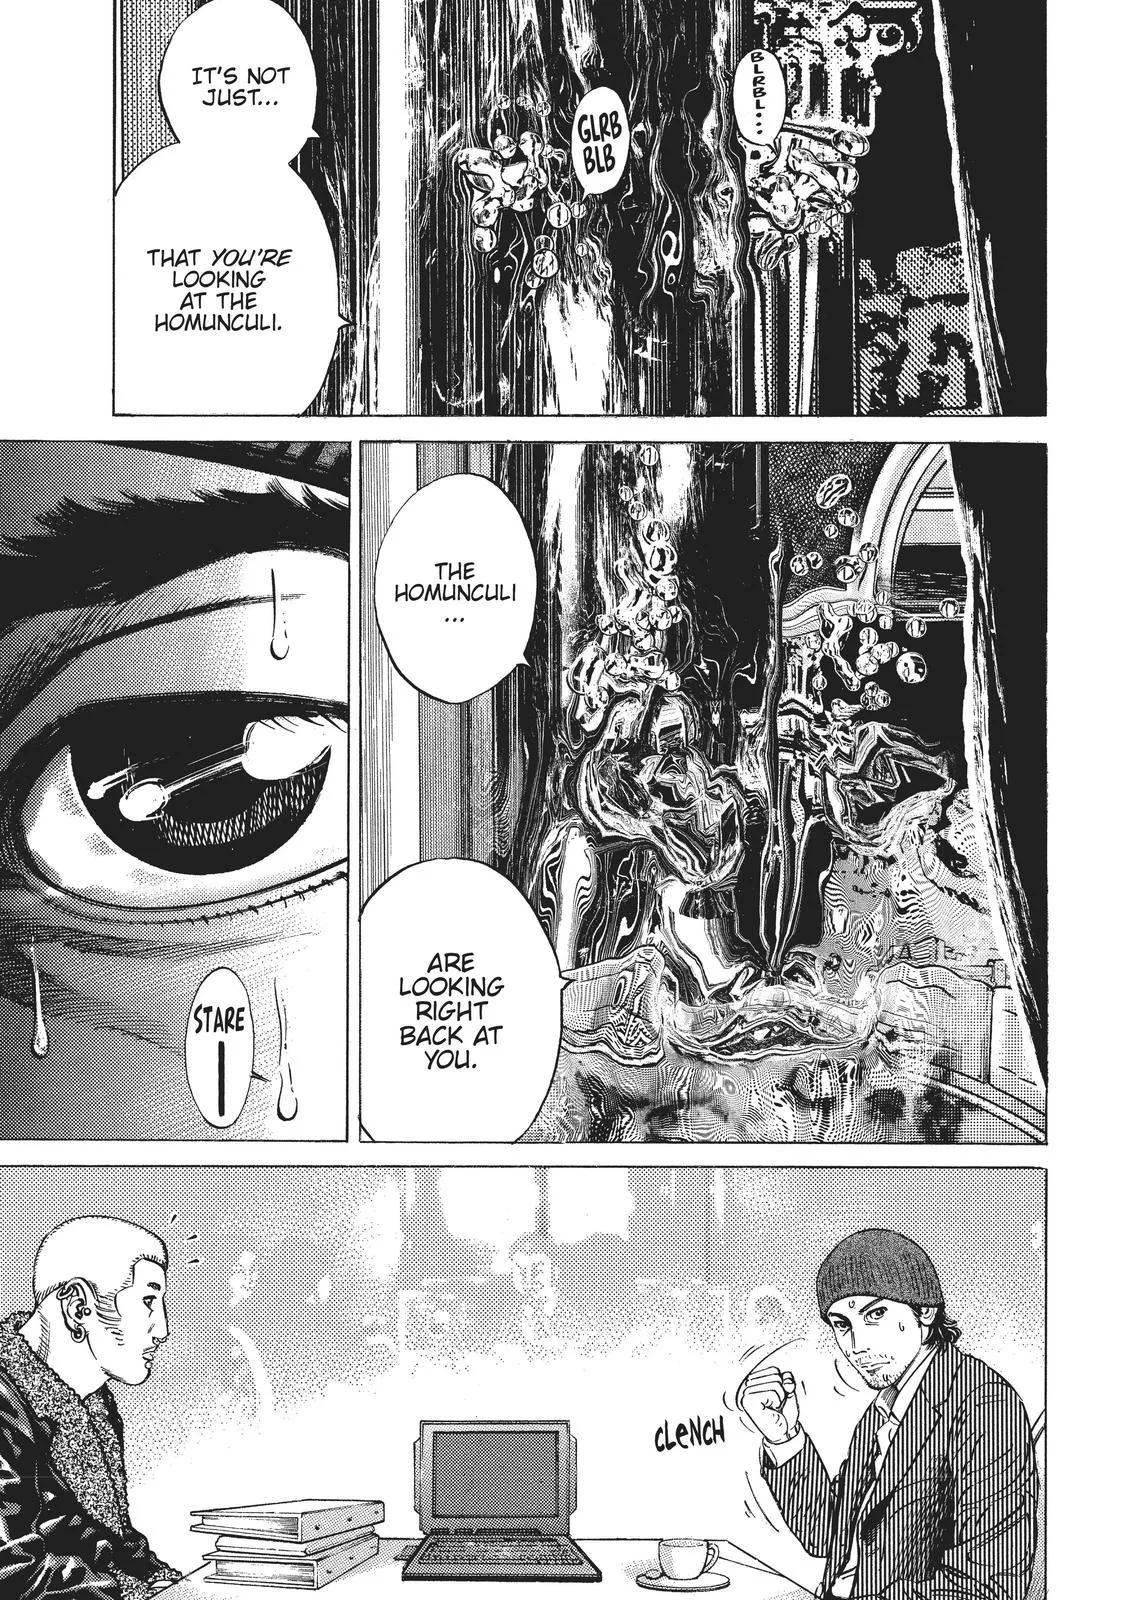 IT'S NOT
JUST...
THAT YOU'RE
LOOKING
AT THE
HOMUNCULI.
GLRB
BLB
BLRBL...
THE
HOMUNCULI
...
ARE
LOOKING
RIGHT
BACK AT
YOU.
STARE
CLeNCH